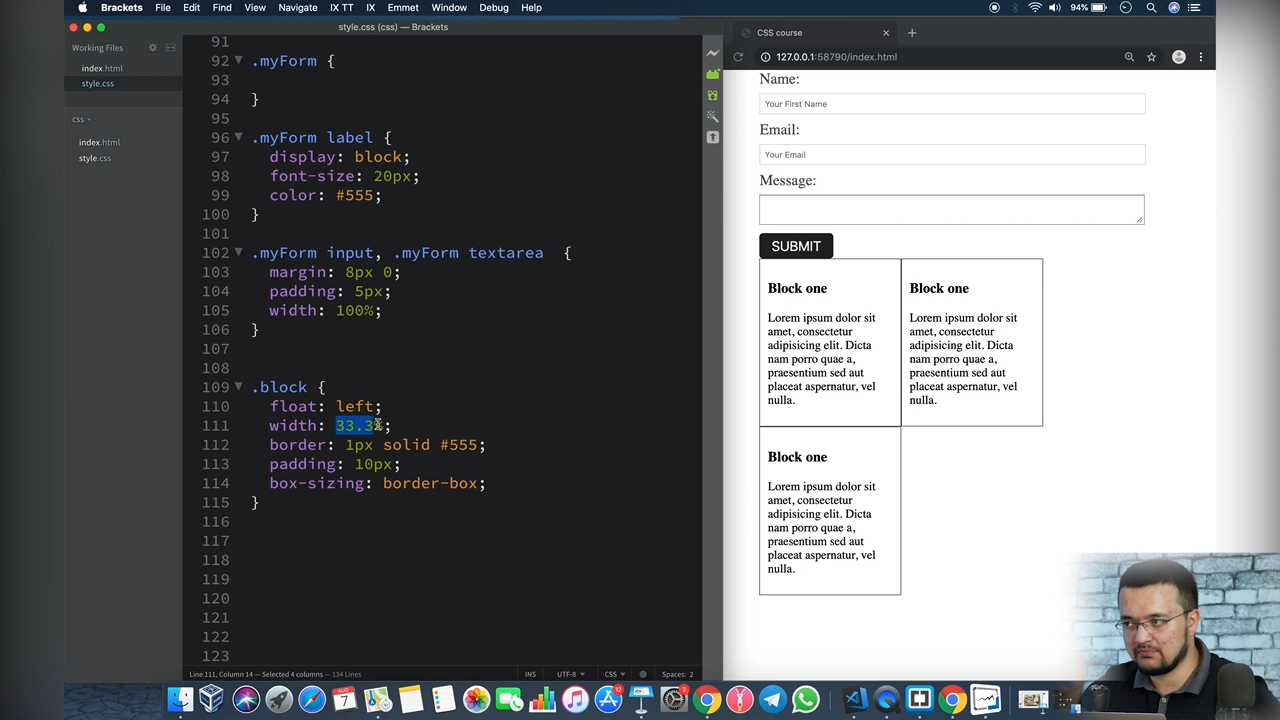 Brackets File Edit Find View Navigate IX TT IX Emmet Window Debug Help 94%
style.css (css) — Brackets
Working Files
index.html
style.css
css
index.html
style.css
91
92 .myForm {
93
94 }
95
96 .myForm label {
97 display: block;
98 font-size: 20px;
99 color: #555;
100 }
101
102 .myForm input, .myForm textarea {
103 margin: 8px 0;
104 padding: 5px;
105 width: 100%;
106 }
107
108
109 .block {
110 float: left;
111 width: 33.3%;
112 border: 1px solid #555;
113 padding: 10px;
114 box-sizing: border-box;
115 }
116
117
118
119
120
121
122
123
Line 111, Column 14 — Selected 4 columns — 134 Lines INS UTF-8 CSS Spaces: 2
CSS course
127.0.0.1:58790/index.html
Name:
Your First Name
Email:
Your Email
Message:
SUBMIT
Block one
Lorem ipsum dolor sit
amet, consectetur
adipisicing elit. Dicta
nam porro quae a,
praesentium sed aut
placeat aspernatur, vel
nulla.
Block one
Lorem ipsum dolor sit
amet, consectetur
adipisicing elit. Dicta
nam porro quae a,
praesentium sed aut
placeat aspernatur, vel
nulla.
Block one
Lorem ipsum dolor sit
amet, consectetur
adipisicing elit. Dicta
nam porro quae a,
praesentium sed aut
placeat aspernatur, vel
nulla.
AUG
7
12
2